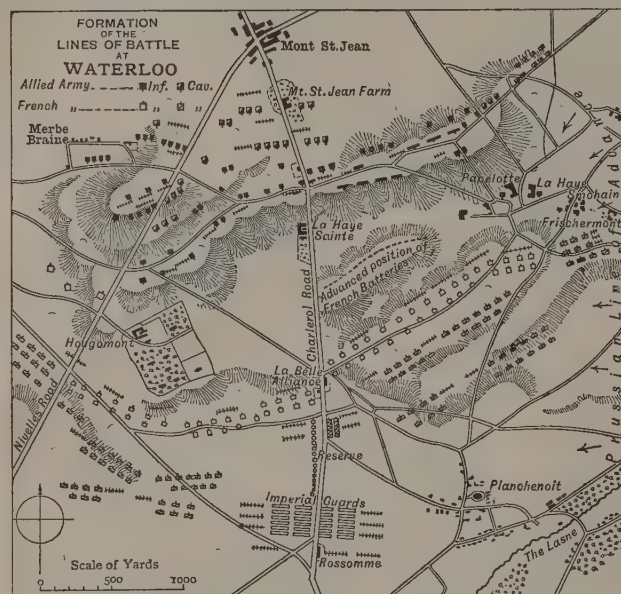 FORMATION
OF THE
LINES OF BATTLE
AT
WATERLOO
Allied Army Inf. Cav.
French " " "
Mont St. Jean
Mt. St. Jean Farm
Merbe
Braine
Papelotte
La Haye
Smohain
Frischermont
La Haye
Sainte
Advanced position of
French Batteries
Charleroi Road
Hougomont
La Belle
Alliance
Nivelles Road
Prussian Line of Advance
Reserve
Imperial Guards
Planchenoit
Rossomme
The Lasne
Scale of Yards
0 500 1000